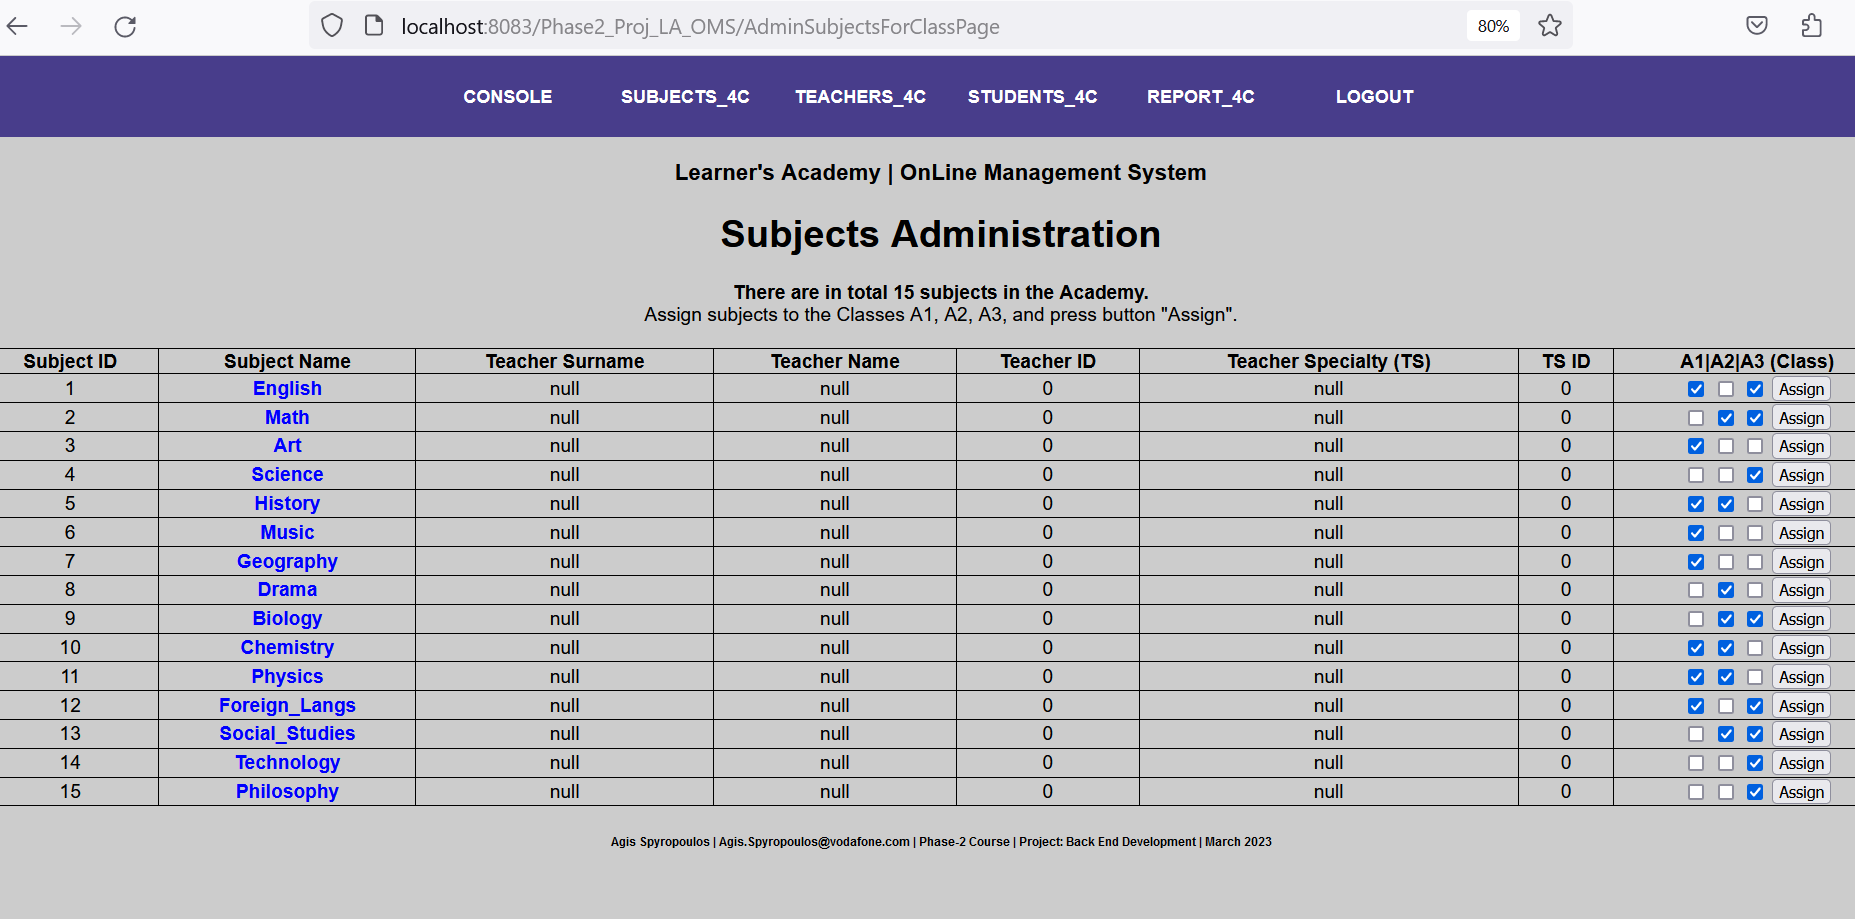 localhost:8083/Phase2_Proj_LA_OMS/AdminSubjectsForClassPage 80%
CONSOLE SUBJECTS_4C TEACHERS_4C STUDENTS_4C REPORT_4C LOGOUT
Learner's Academy | OnLine Management System
Subjects Administration
There are in total 15 subjects in the Academy.
Assign subjects to the Classes A1, A2, A3, and press button "Assign".
Subject ID Subject Name Teacher Surname Teacher Name Teacher ID Teacher Specialty (TS) TS ID A1|A2|A3 (Class)
1 English null null 0 null 0 Assign
2 Math null null 0 null 0 Assign
3 Art null null 0 null 0 Assign
4 Science null null 0 null 0 Assign
5 History null null 0 null 0 Assign
6 Music null null 0 null 0 Assign
7 Geography null null 0 null 0 Assign
8 Drama null null 0 null 0 Assign
9 Biology null null 0 null 0 Assign
10 Chemistry null null 0 null 0 Assign
11 Physics null null 0 null 0 Assign
12 Foreign_Langs null null 0 null 0 Assign
13 Social_Studies null null 0 null 0 Assign
14 Technology null null 0 null 0 Assign
15 Philosophy null null 0 null 0 Assign
Agis Spyropoulos | Agis.Spyropoulos@vodafone.com | Phase-2 Course | Project: Back End Development | March 2023